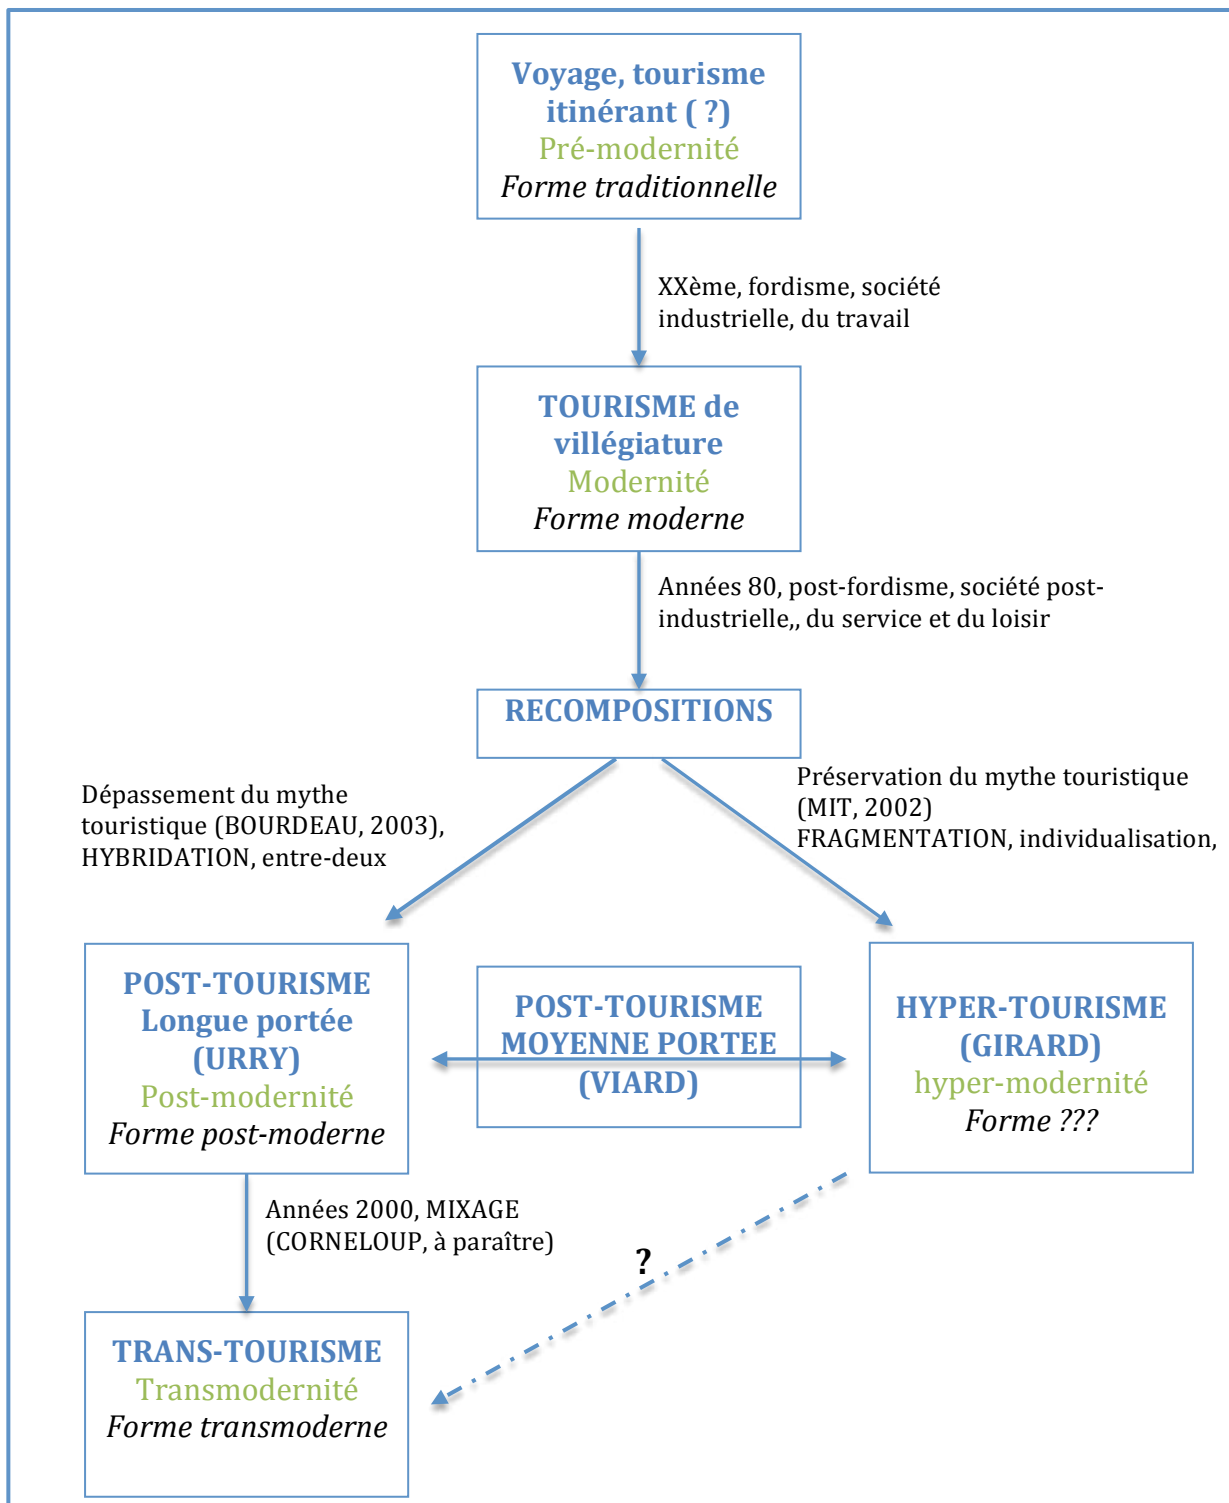 Voyage, tourisme
itinérant ( ?)
Pré-modernité
Forme traditionnelle
XXème, fordisme, société
industrielle, du travail
TOURISME de
villégiature
Modernité
Forme moderne
Années 80, post-fordisme, société post-
industrielle,, du service et du loisir
RECOMPOSITIONS
Dépassement du mythe
touristique (BOURDEAU, 2003),
HYBRIDATION, entre-deux
Préservation du mythe touristique
(MIT, 2002)
FRAGMENTATION, individualisation,
POST-TOURISME
Longue portée
(URRY)
Post-modernité
Forme post-moderne
POST-TOURISME
MOYENNE PORTEE
(VIARD)
HYPER-TOURISME
(GIRARD)
hyper-modernité
Forme ???
Années 2000, MIXAGE
(CORNELOUP, à paraître)
?
TRANS-TOURISME
Transmodernité
Forme transmoderne